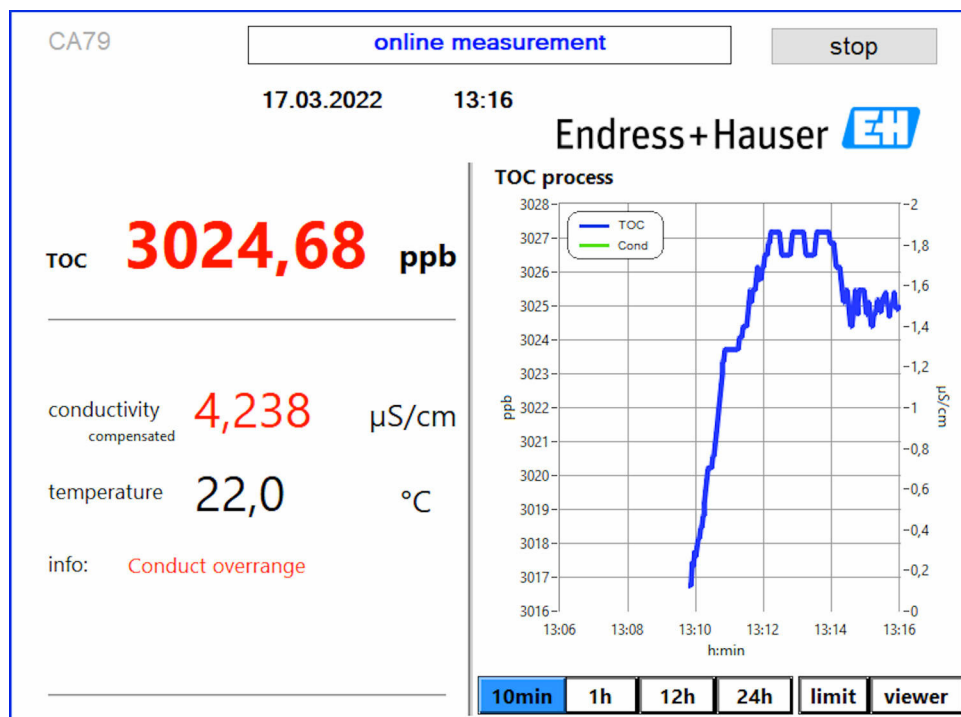 CA79
online measurement
stop
17.03.2022 13:16
Endress+Hauser EH
TOC 3024,68 ppb
conductivity 4,238 µS/cm
compensated
temperature 22,0 °C
info: Conduct overrange
TOC process
TOC
Cond
3028
3027
3026
3025
3024
3023
3022
3021
3020
3019
3018
3017
3016
ppb
2
1,8
1,6
1,4
1,2
1
0,8
0,6
0,4
0,2
0
µS/cm
13:06 13:08 13:10 13:12 13:14 13:16
h:min
10min 1h 12h 24h limit viewer